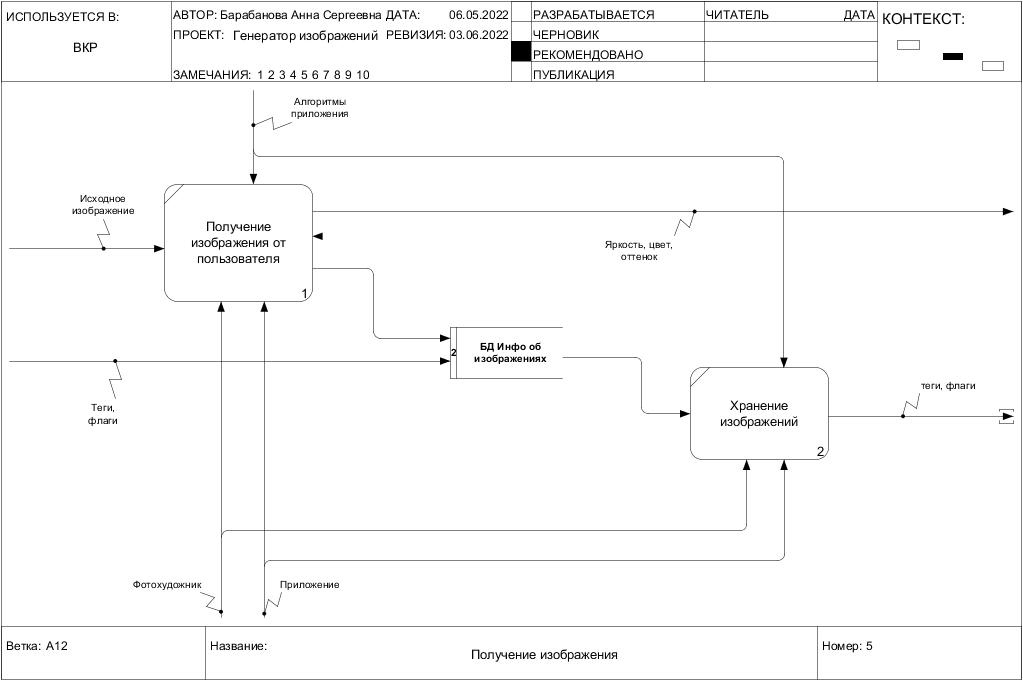 ИСПОЛЬЗУЕТСЯ В:
ВКР
АВТОР: Барабанова Анна Сергеевна ДАТА: 06.05.2022
ПРОЕКТ: Генератор изображений РЕВИЗИЯ: 03.06.2022
ЗАМЕЧАНИЯ: 1 2 3 4 5 6 7 8 9 10
РАЗРАБАТЫВАЕТСЯ
ЧЕРНОВИК
РЕКОМЕНДОВАНО
ПУБЛИКАЦИЯ
ЧИТАТЕЛЬ ДАТА
КОНТЕКСТ:
Алгоритмы
приложения
Исходное
изображение
Получение
изображения от
пользователя
1
Яркость, цвет,
оттенок
2
БД Инфо об
изображениях
Теги,
флаги
Хранение
изображений
2
теги, флаги
Фотохудожник
Приложение
Ветка: A12
Название:
Получение изображения
Номер: 5